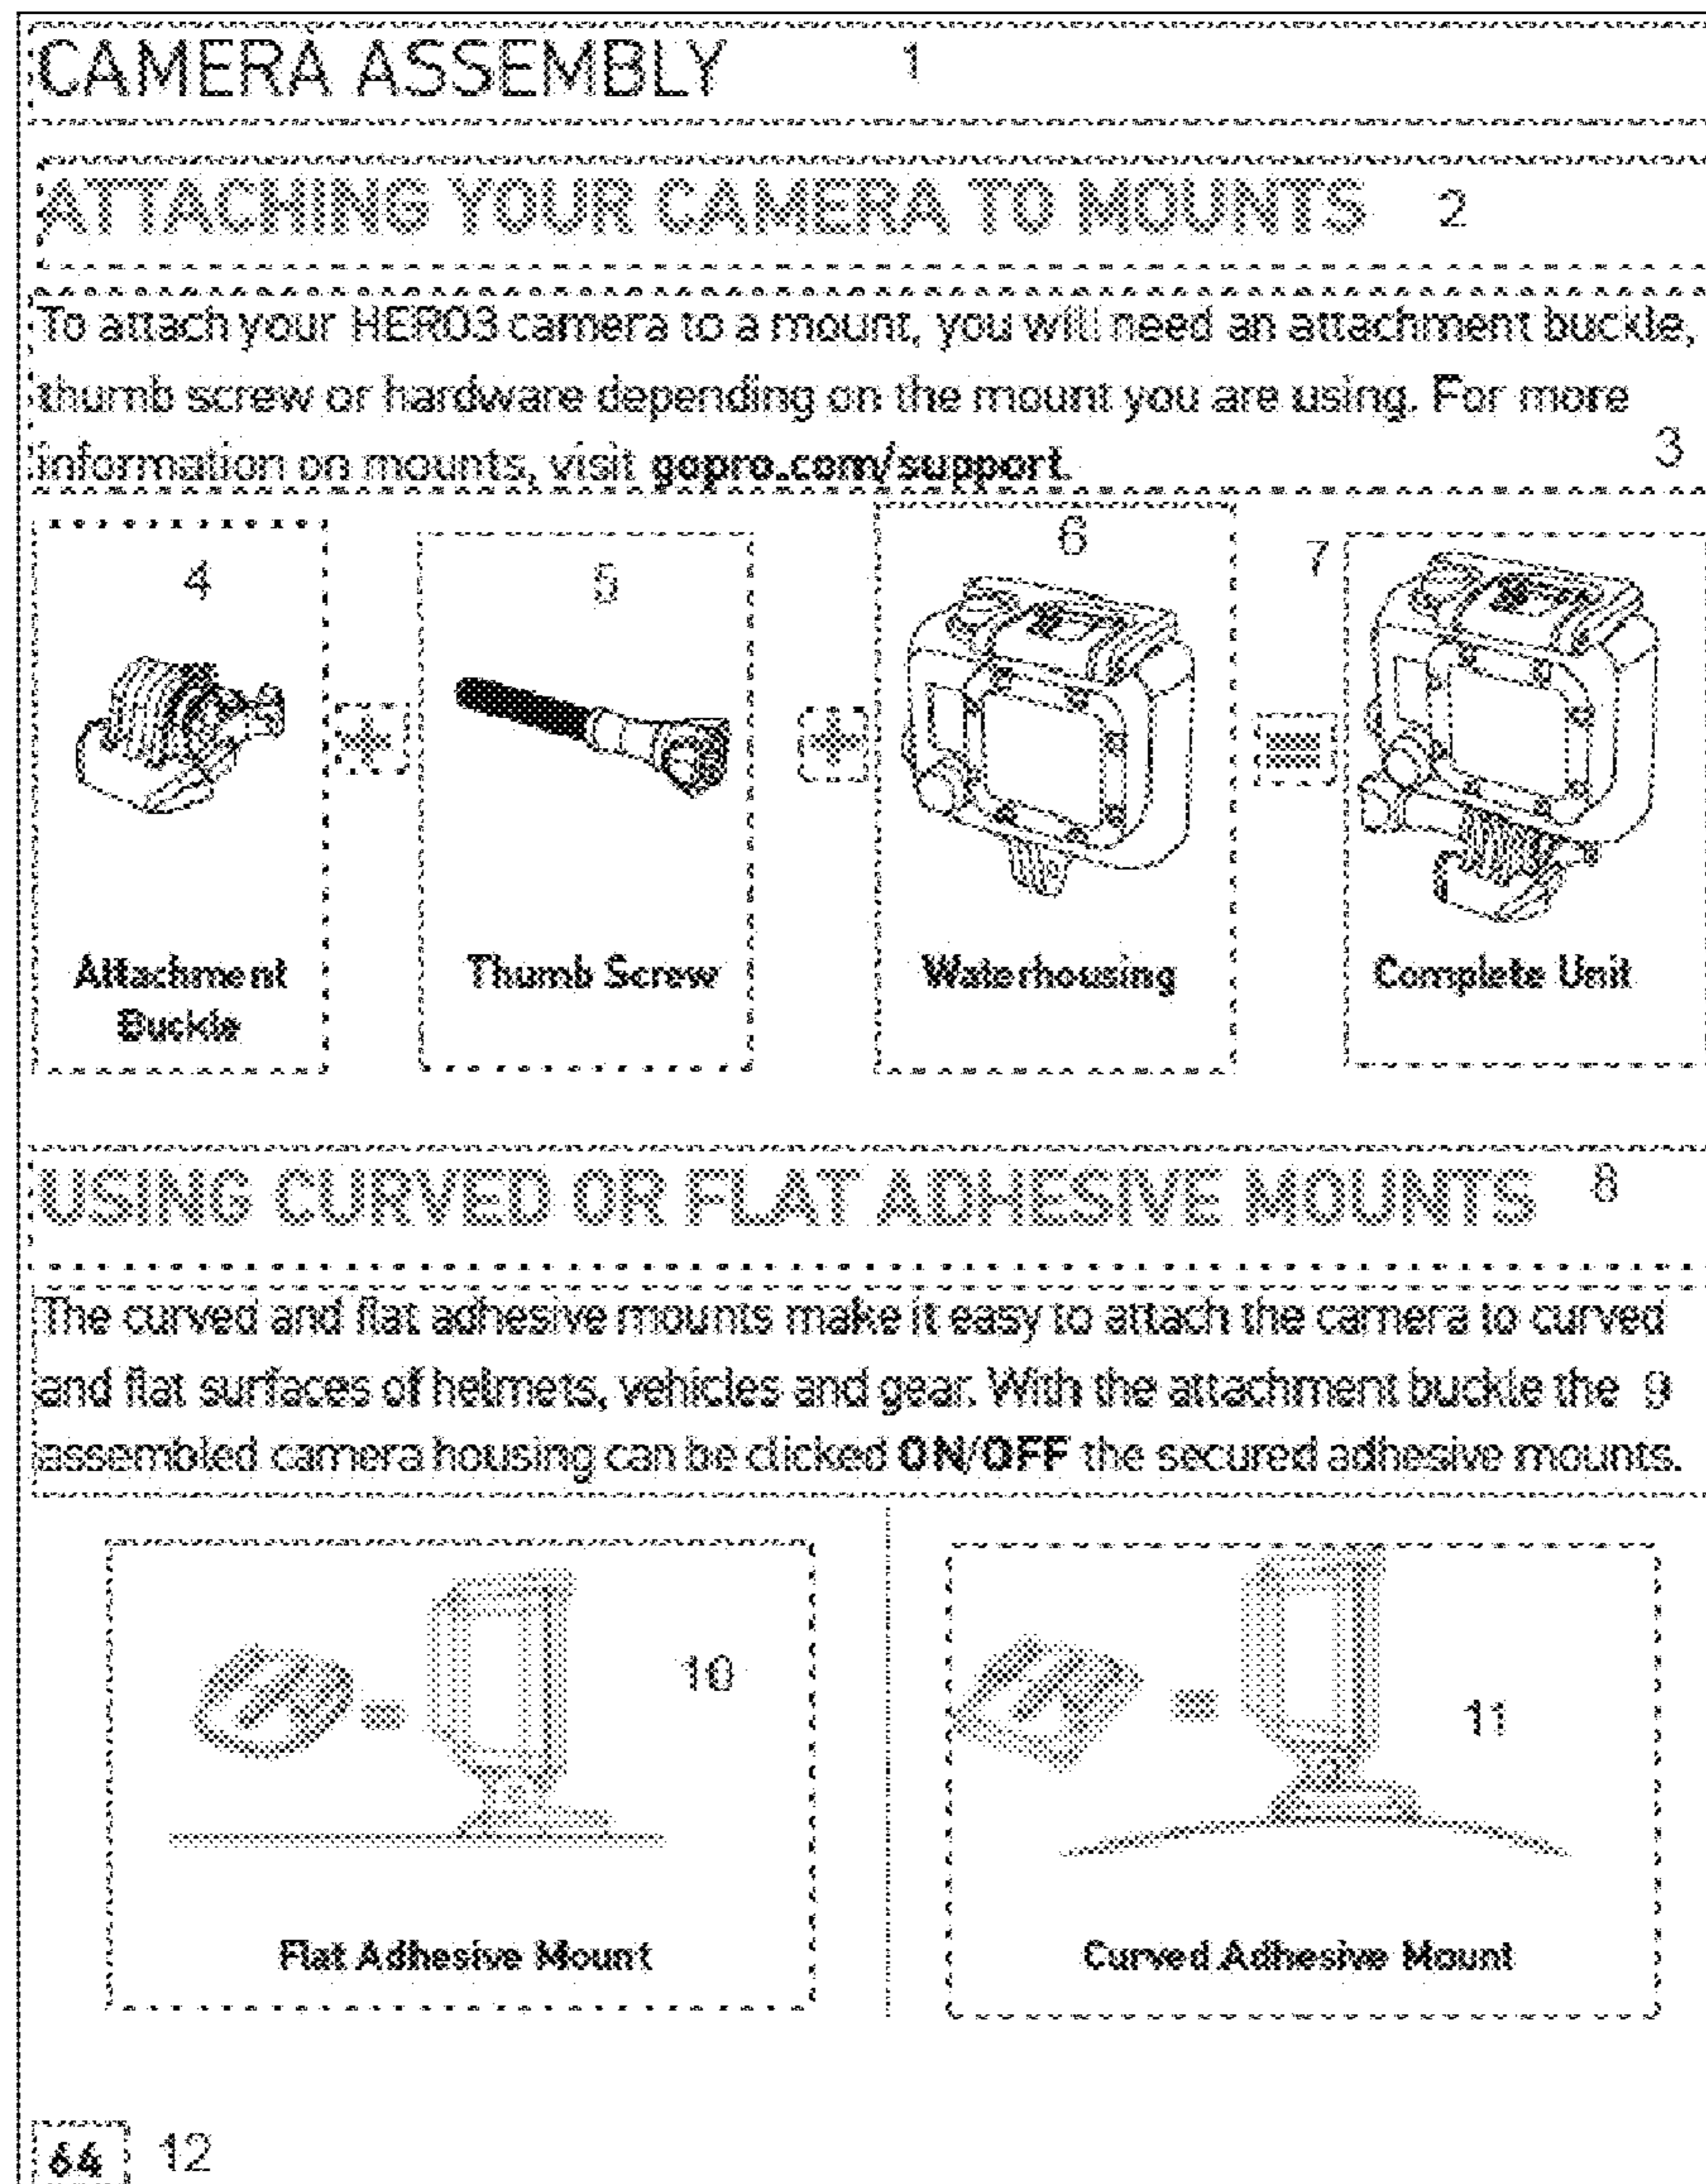 CAMERA ASSEMBLY 1
ATTACHING YOUR CAMERA TO MOUNTS 2
To attach your HERO3 camera to a mount, you will need an attachment buckle,
thumb screw or hardware depending on the mount you are using. For more
information on mounts, visit gopro.com/support. 3
4 5 6 7
+ + =
Attachment Buckle
Thumb Screw
Waterhousing
Complete Unit
USING CURVED OR FLAT ADHESIVE MOUNTS 8
The curved and flat adhesive mounts make it easy to attach the camera to curved
and flat surfaces of helmets, vehicles and gear. With the attachment buckle the 9
assembled camera housing can be clicked ON/OFF the secured adhesive mounts.
= 10
= 11
Flat Adhesive Mount
Curved Adhesive Mount
64 12